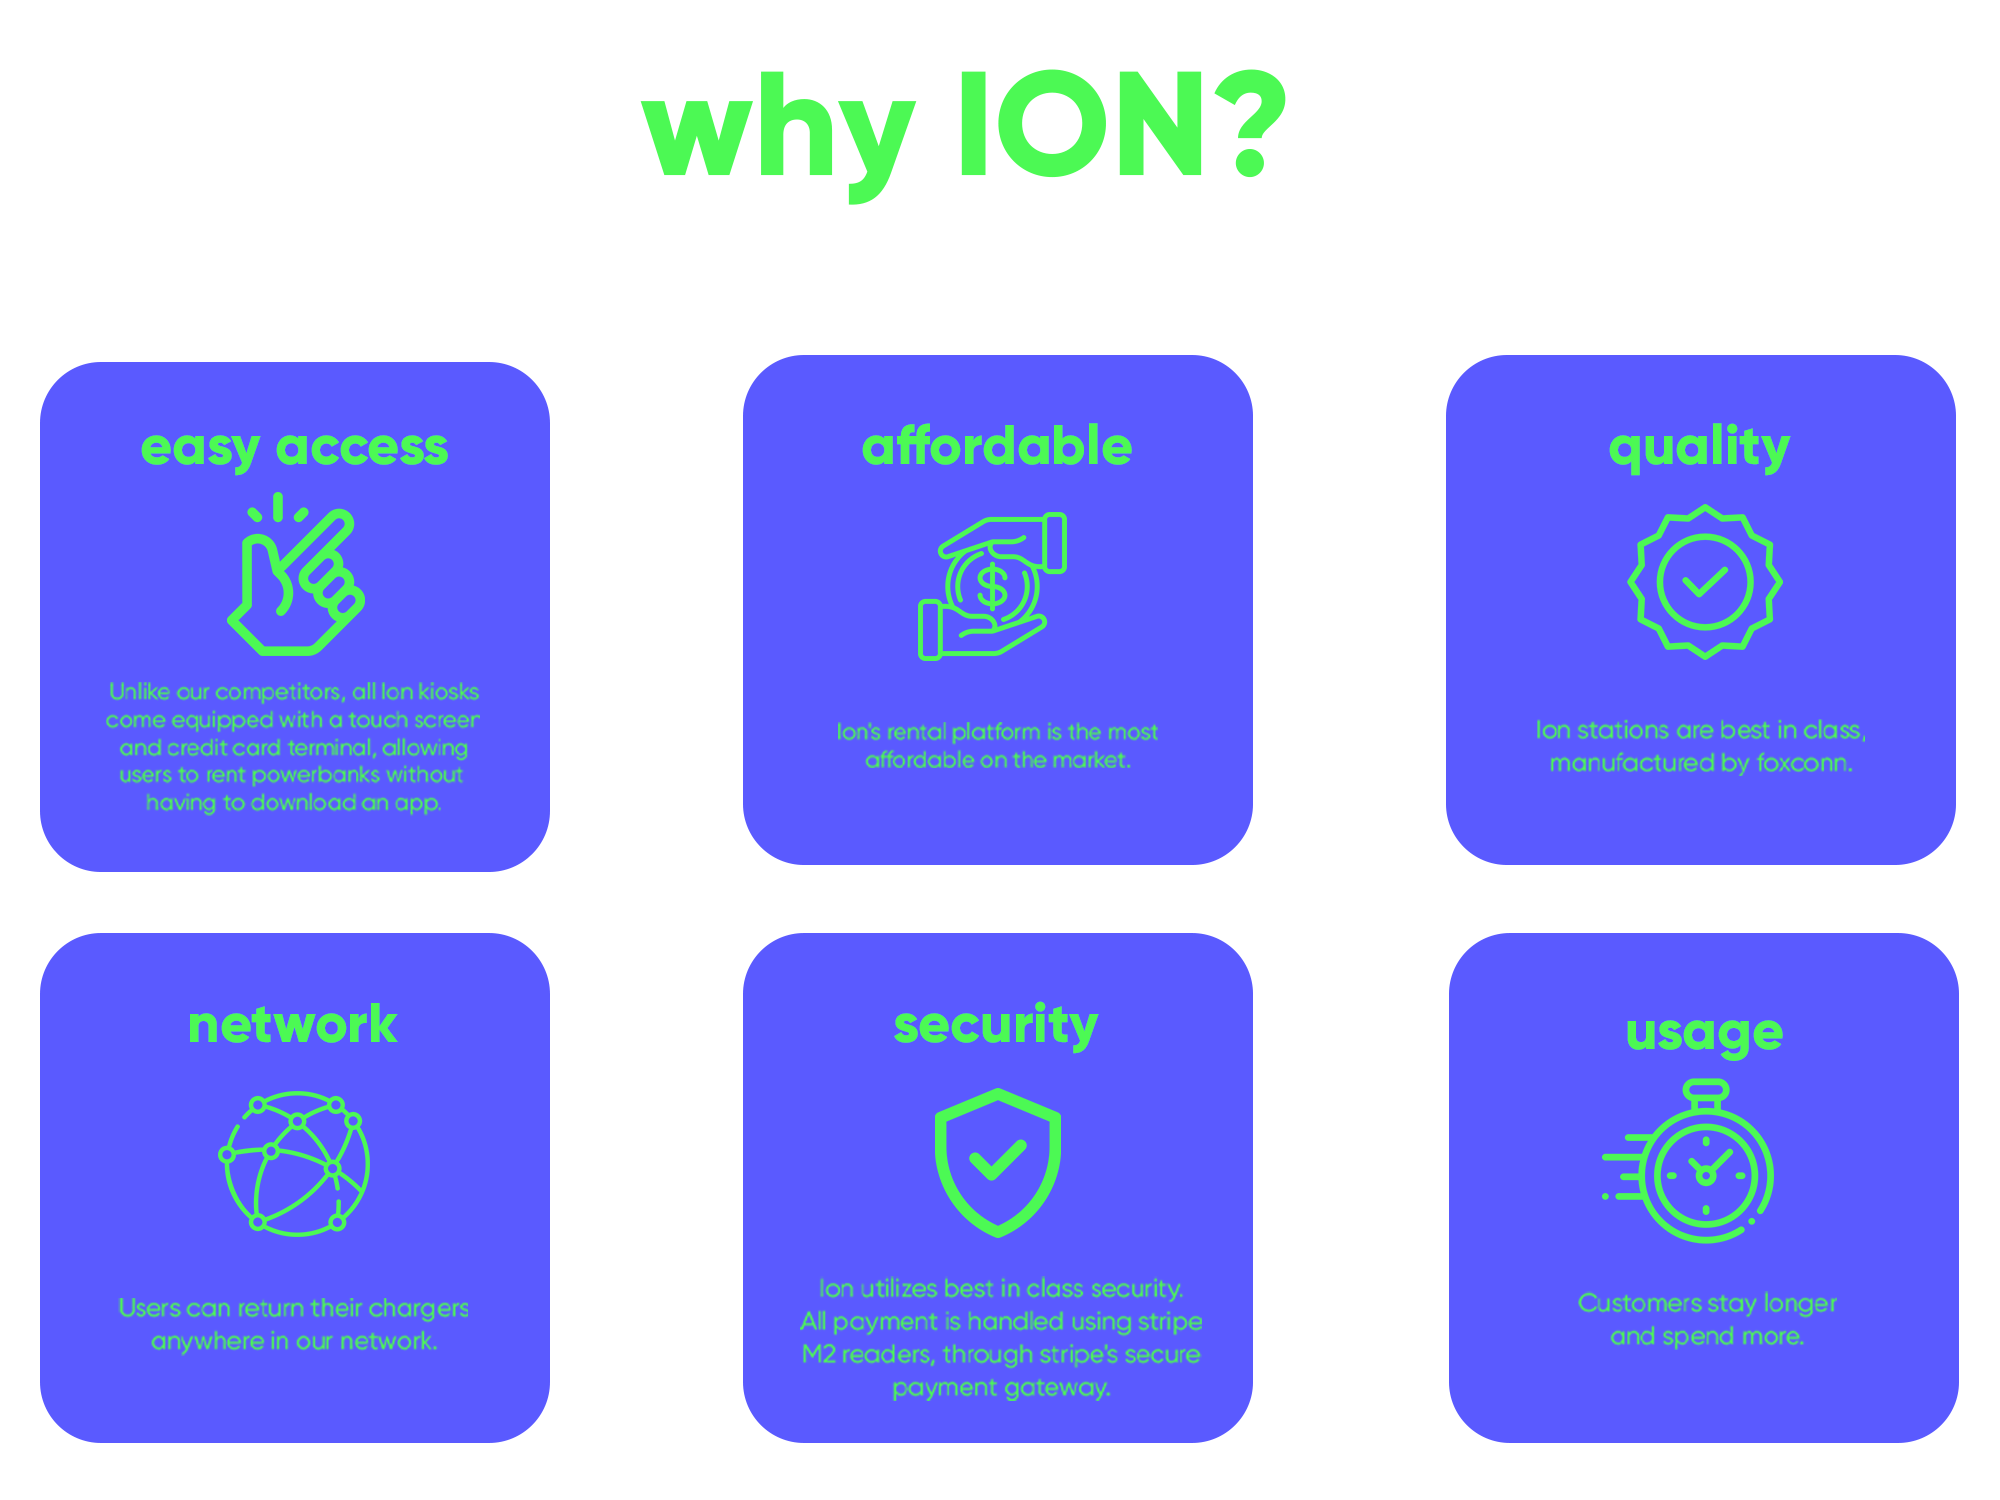 why ION?
easy access
Unlike our competitors, all Ion kiosks
come equipped with a touch screen
and credit card terminal, allowing
users to rent powerbanks without
having to download an app.
affordable
$
Ion's rental platform is the most
affordable on the market.
quality
Ion stations are best in class,
manufactured by foxconn.
network
Users can return their chargers
anywhere in our network.
security
Ion utilizes best in class security.
All payment is handled using stripe
M2 readers, through stripe's secure
payment gateway.
usage
Customers stay longer
and spend more.